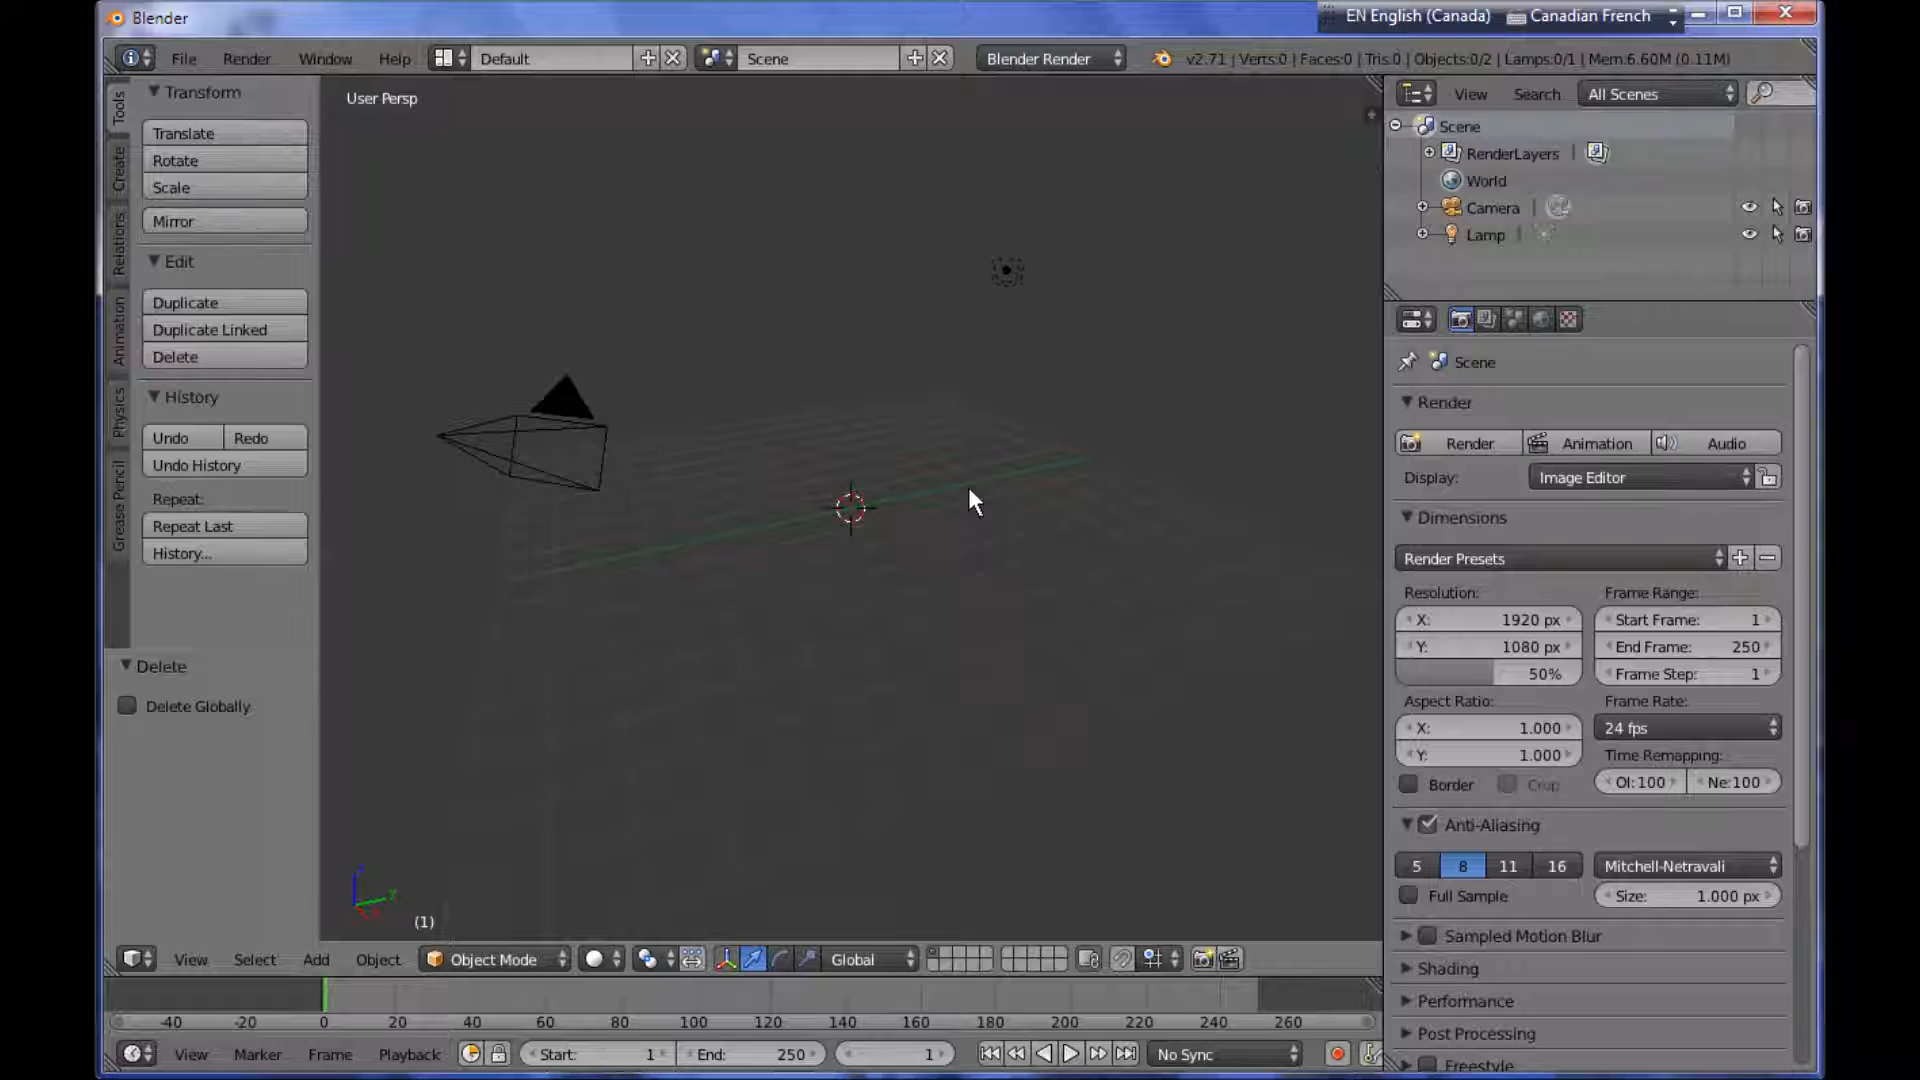 Blender
EN English (Canada) Canadian French
File Render Window Help Default Scene Blender Render v2.71 | Verts:0 | Faces:0 | Tris:0 | Objects:0/2 | Lamps:0/1 | Mem:6.60M (0.11M)
Tools
Create
Relations
Animation
Physics
Grease Pencil
Transform
Translate
Rotate
Scale
Mirror
Edit
Duplicate
Duplicate Linked
Delete
History
Undo Redo
Undo History
Repeat:
Repeat Last
History...
Delete
Delete Globally
User Persp
(1)
View Search All Scenes
Scene
RenderLayers |
World
Camera |
Lamp |
Scene
Render
Render Animation Audio
Display: Image Editor
Dimensions
Render Presets
Resolution: Frame Range:
X: 1920 px Start Frame: 1
Y: 1080 px End Frame: 250
50% Frame Step: 1
Aspect Ratio: Frame Rate:
X: 1.000 24 fps
Y: 1.000 Time Remapping:
Border Crop Ol:100 Ne:100
Anti-Aliasing
5 8 11 16 Mitchell-Netravali
Full Sample Size: 1.000 px
Sampled Motion Blur
Shading
Performance
Post Processing
Freestyle
View Select Add Object Object Mode Global
-40 -20 0 20 40 60 80 100 120 140 160 180 200 220 240 260
View Marker Frame Playback Start: 1 End: 250 1 No Sync